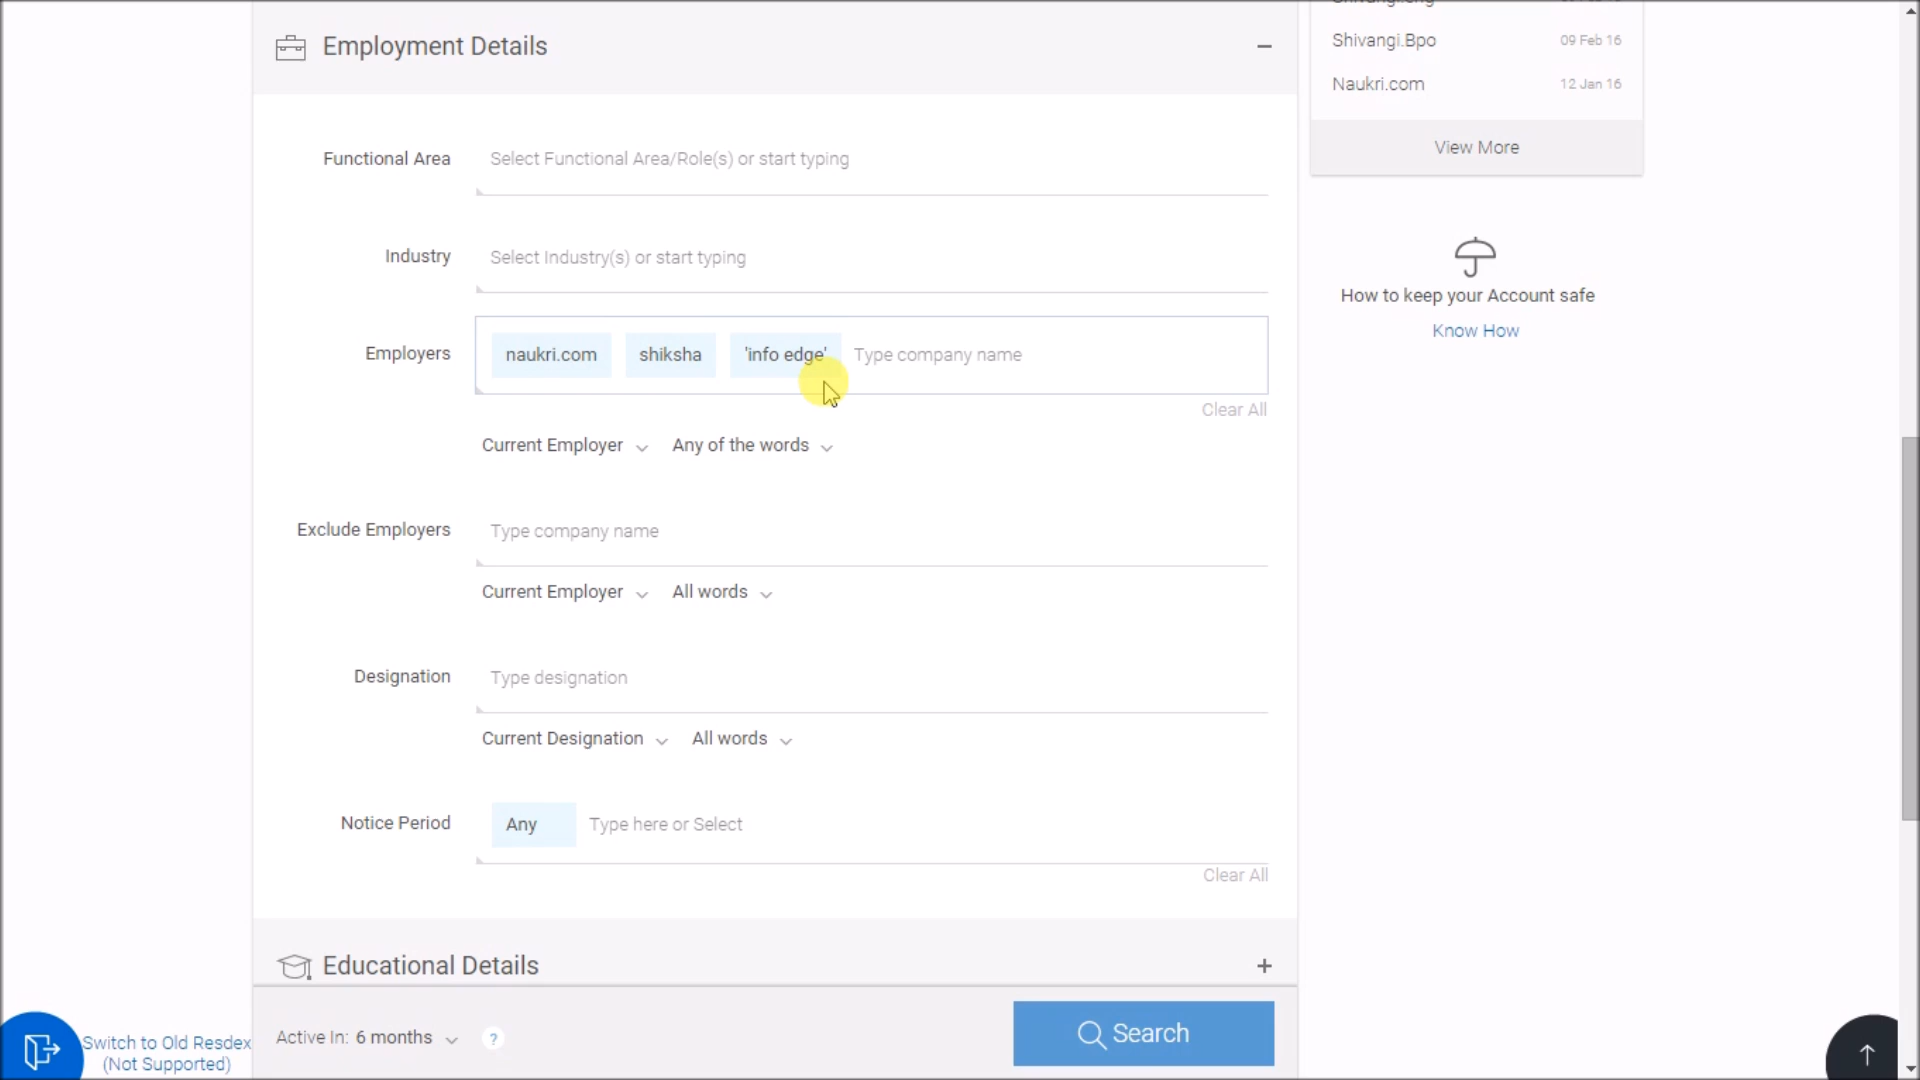 Employment Details
Shivangi.Bpo 09 Feb 16
Naukri.com 12 Jan 16
View More
Functional Area Select Functional Area/Role(s) or start typing
Industry Select Industry(s) or start typing
How to keep your Account safe
Know How
Employers naukri.com shiksha 'info edge' Type company name
Clear All
Current Employer Any of the words
Exclude Employers Type company name
Current Employer All words
Designation Type designation
Current Designation All words
Notice Period Any Type here or Select
Clear All
Educational Details
Active In: 6 months ?
Search
Switch to Old Resdex
(Not Supported)